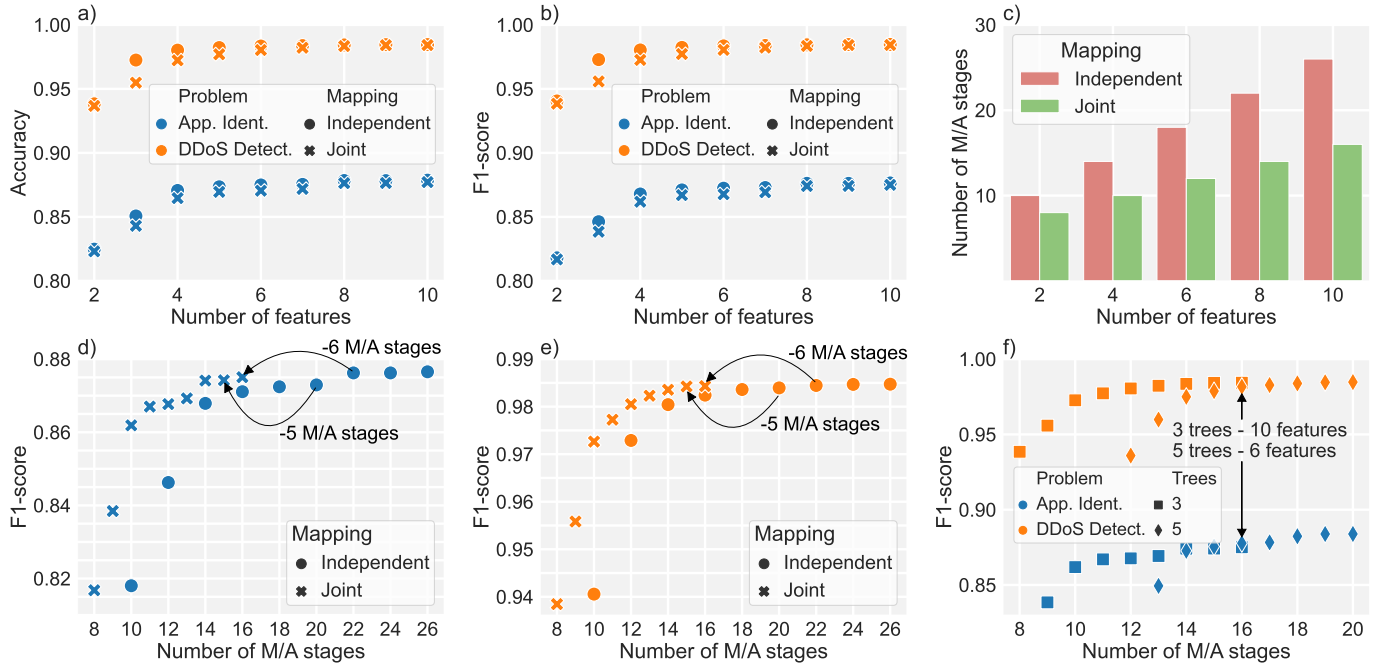 a)
1.00
0.95
0.90
0.85
0.80
Accuracy
Problem Mapping
App. Ident. Independent
DDoS Detect. Joint
2 4 6 8 10
Number of features
b)
1.00
0.95
0.90
0.85
0.80
F1-score
Problem Mapping
App. Ident. Independent
DDoS Detect. Joint
2 4 6 8 10
Number of features
c)
30
20
10
Number of M/A stages
Mapping
Independent
Joint
2 4 6 8 10
Number of features
d)
0.88
0.86
0.84
0.82
F1-score
-6 M/A stages
-5 M/A stages
Mapping
Independent
Joint
8 10 12 14 16 18 20 22 24 26
Number of M/A stages
e)
0.99
0.98
0.97
0.96
0.95
0.94
F1-score
-6 M/A stages
-5 M/A stages
Mapping
Independent
Joint
8 10 12 14 16 18 20 22 24 26
Number of M/A stages
f)
1.00
0.95
0.90
0.85
F1-score
3 trees - 10 features
5 trees - 6 features
Problem Trees
App. Ident. 3
DDoS Detect. 5
8 10 12 14 16 18 20
Number of M/A stages